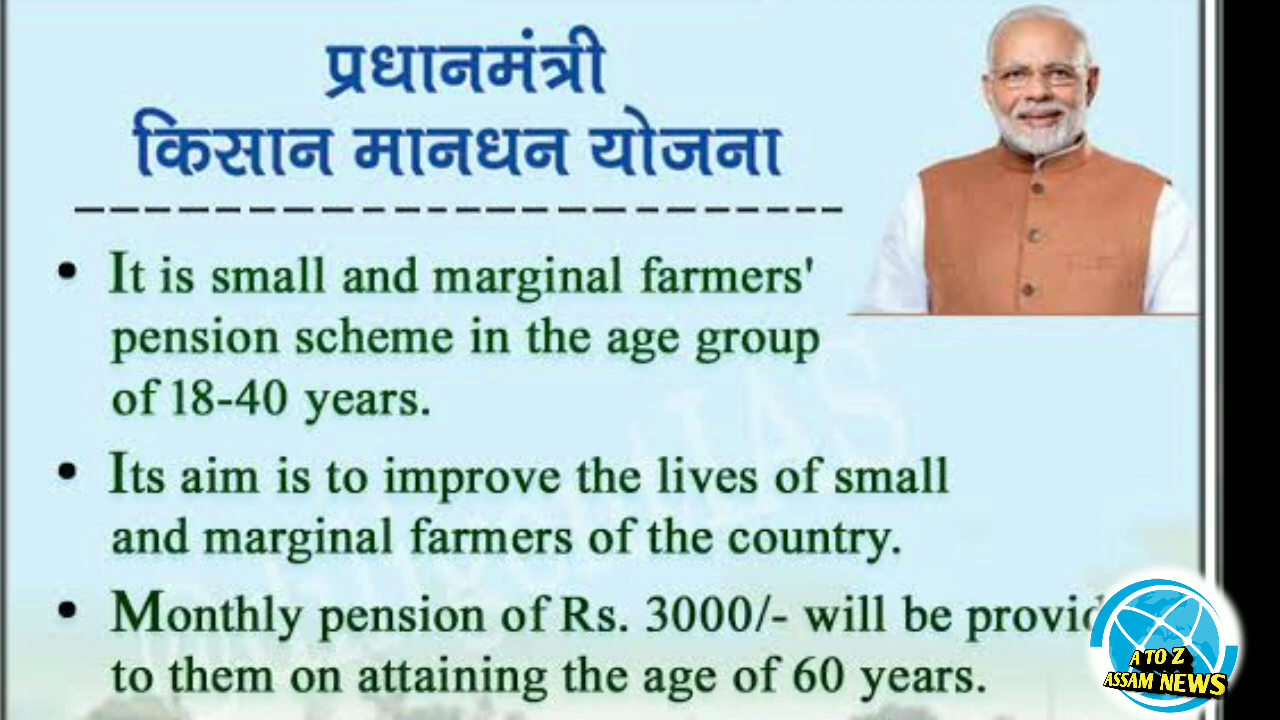 प्रधानमंत्री
किसान मानधन योजना
• It is small and marginal farmers'
pension scheme in the age group
of 18-40 years.
• Its aim is to improve the lives of small
and marginal farmers of the country.
• Monthly pension of Rs. 3000/- will be
to them on attaining the age of 60 years.
A TO Z
ASSAM NEWS